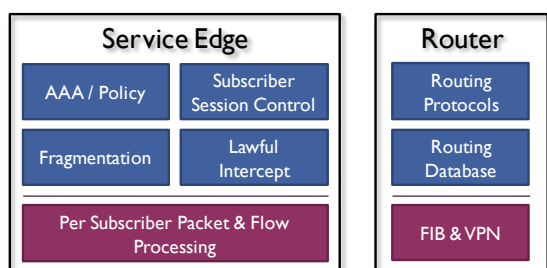 Service Edge
AAA / Policy
Subscriber
Session Control
Fragmentation
Lawful
Intercept
Per Subscriber Packet & Flow
Processing
Router
Routing
Protocols
Routing
Database
FIB & VPN